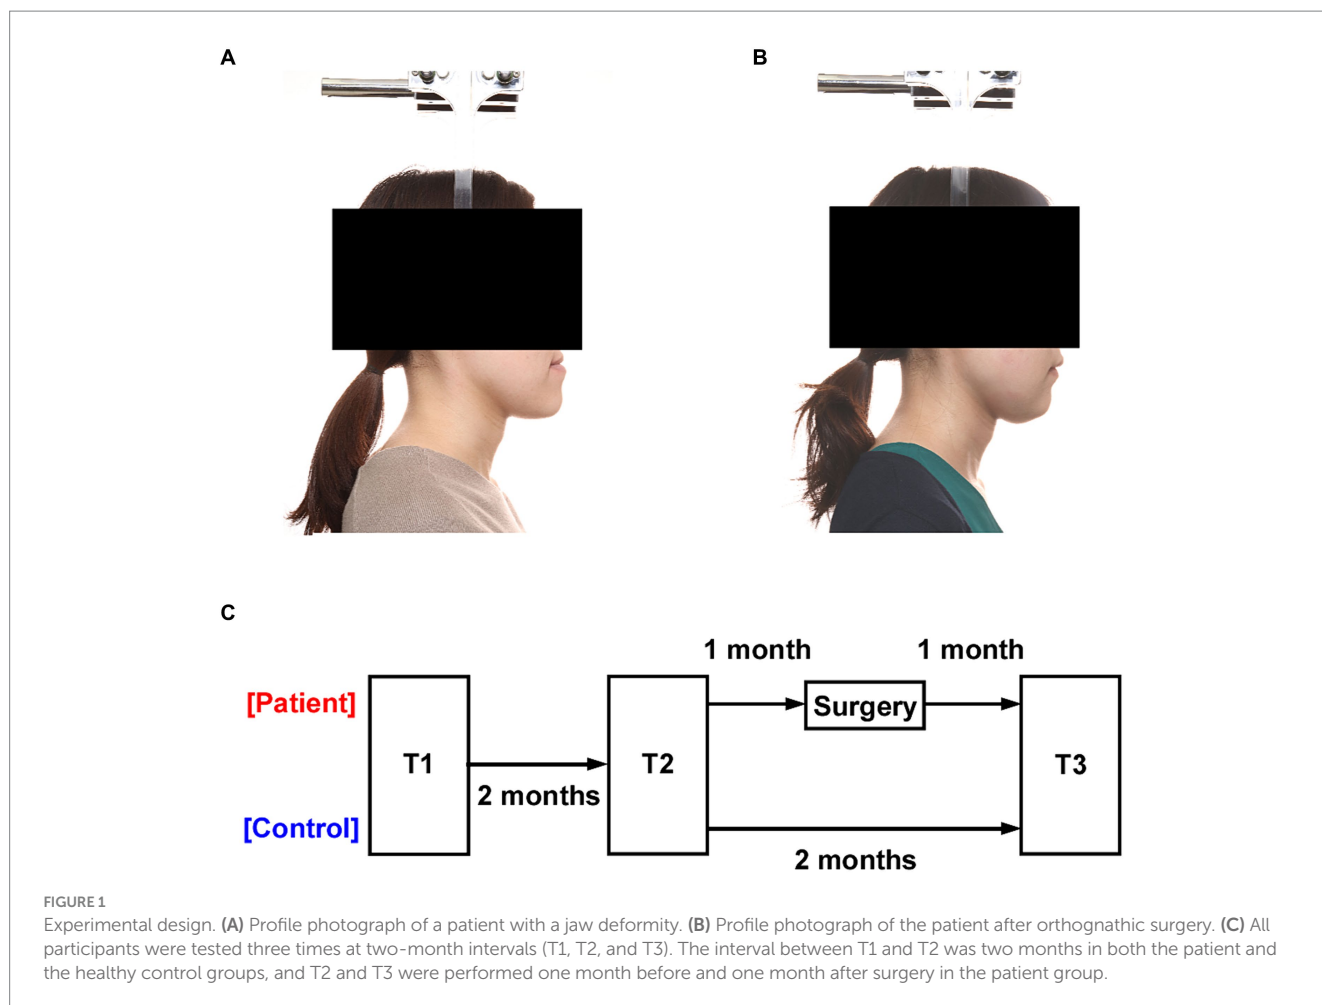 A
B
C
1 month
1 month
[Patient]
Surgery
T1
T2
T3
2 months
[Control]
2 months
FIGURE 1
Experimental design. (A) Profile photograph of a patient with a jaw deformity. (B) Profile photograph of the patient after orthognathic surgery. (C) All
participants were tested three times at two-month intervals (T1, T2, and T3). The interval between T1 and T2 was two months in both the patient and
the healthy control groups, and T2 and T3 were performed one month before and one month after surgery in the patient group.